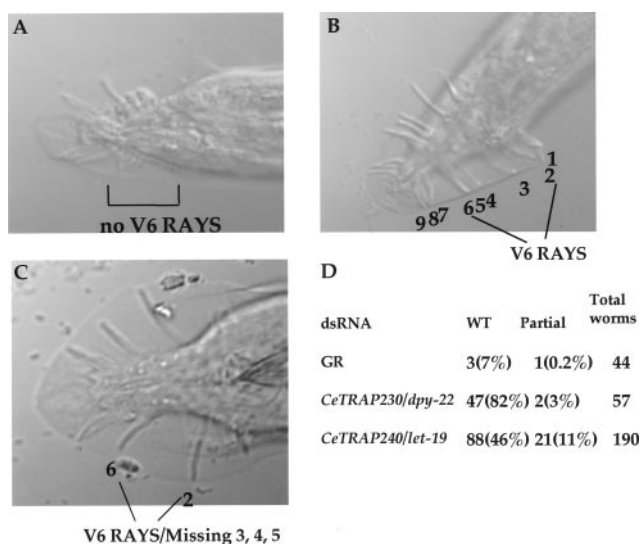 A
no V6 RAYS
B
1
2
3
9 8 7 6 5 4
V6 RAYS
C
6
2
V6 RAYS/Missing 3, 4, 5
D
dsRNA WT Partial Total worms
GR 3(7%) 1(0.2%) 44
CeTRAP230/dpy-22 47(82%) 2(3%) 57
CeTRAP240/let-19 88(46%) 21(11%) 190